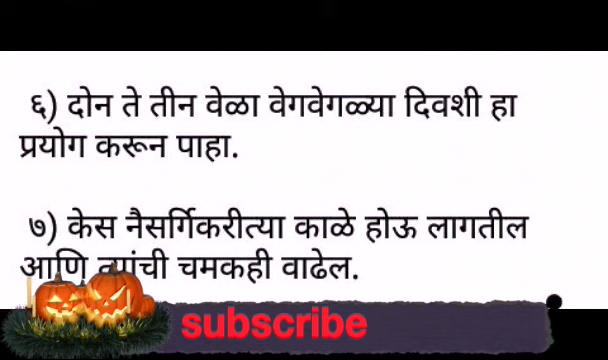 ६) दोन ते तीन वेळा वेगवेगळ्या दिवशी हा
प्रयोग करून पाहा.
७) केस नैसर्गिकरीत्या काळे होऊ लागतील
आणि त्यांची चमकही वाढेल.
subscribe